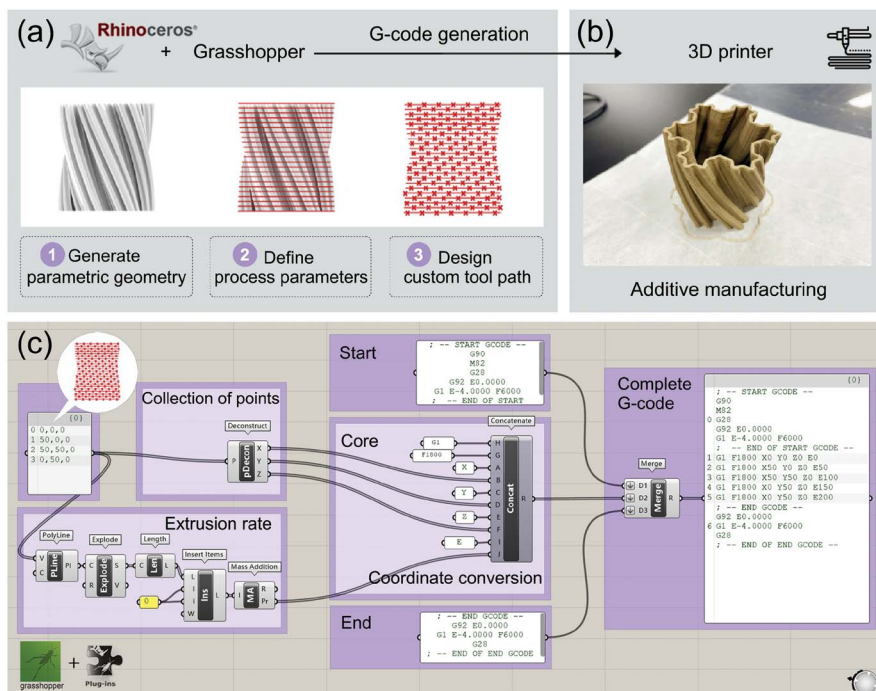 (a)
Rhinoceros®
+ Grasshopper
G-code generation
1 Generate
parametric geometry
2 Define
process parameters
3 Design
custom tool path
(b)
3D printer
Additive manufacturing
(c)
{0}
0 0,0,0
1 50,0,0
2 50,50,0
3 0,50,0
Collection of points
Deconstruct
P pDecon X Y Z
Extrusion rate
PolyLine
V C PLine Pl
Explode
C R Explode S V
Length
C Len L
Insert Items
L I i W Ins L
0
Mass Addition
I MA R Pr
Start
; -- START GCODE --
G90
M82
G28
G92 E0.0000
G1 E-4.0000 F6000
; -- END OF START
Core
Concatenate
G1
F1800
X
Y
Z
E
H G A B C D E F I J Concat R
Coordinate conversion
End
; -- END GCODE --
G92 E0.0000
G1 E-4.0000 F6000
G28
; -- END OF END GCODE
Merge
D1 D2 D3 Merge R
Complete
G-code
{0}
; -- START GCODE --
G90
M82
0 G28
G92 E0.0000
G1 E-4.0000 F6000
; -- END OF START GCODE --
1 G1 F1800 X0 Y0 Z0 E0
2 G1 F1800 X50 Y0 Z0 E50
3 G1 F1800 X50 Y50 Z0 E100
4 G1 F1800 X0 Y50 Z0 E150
5 G1 F1800 X0 Y50 Z0 E200
; -- END GCODE --
G92 E0.0000
6 G1 E-4.0000 F6000
G28
; -- END OF END GCODE --
grasshopper
+
Plug-ins